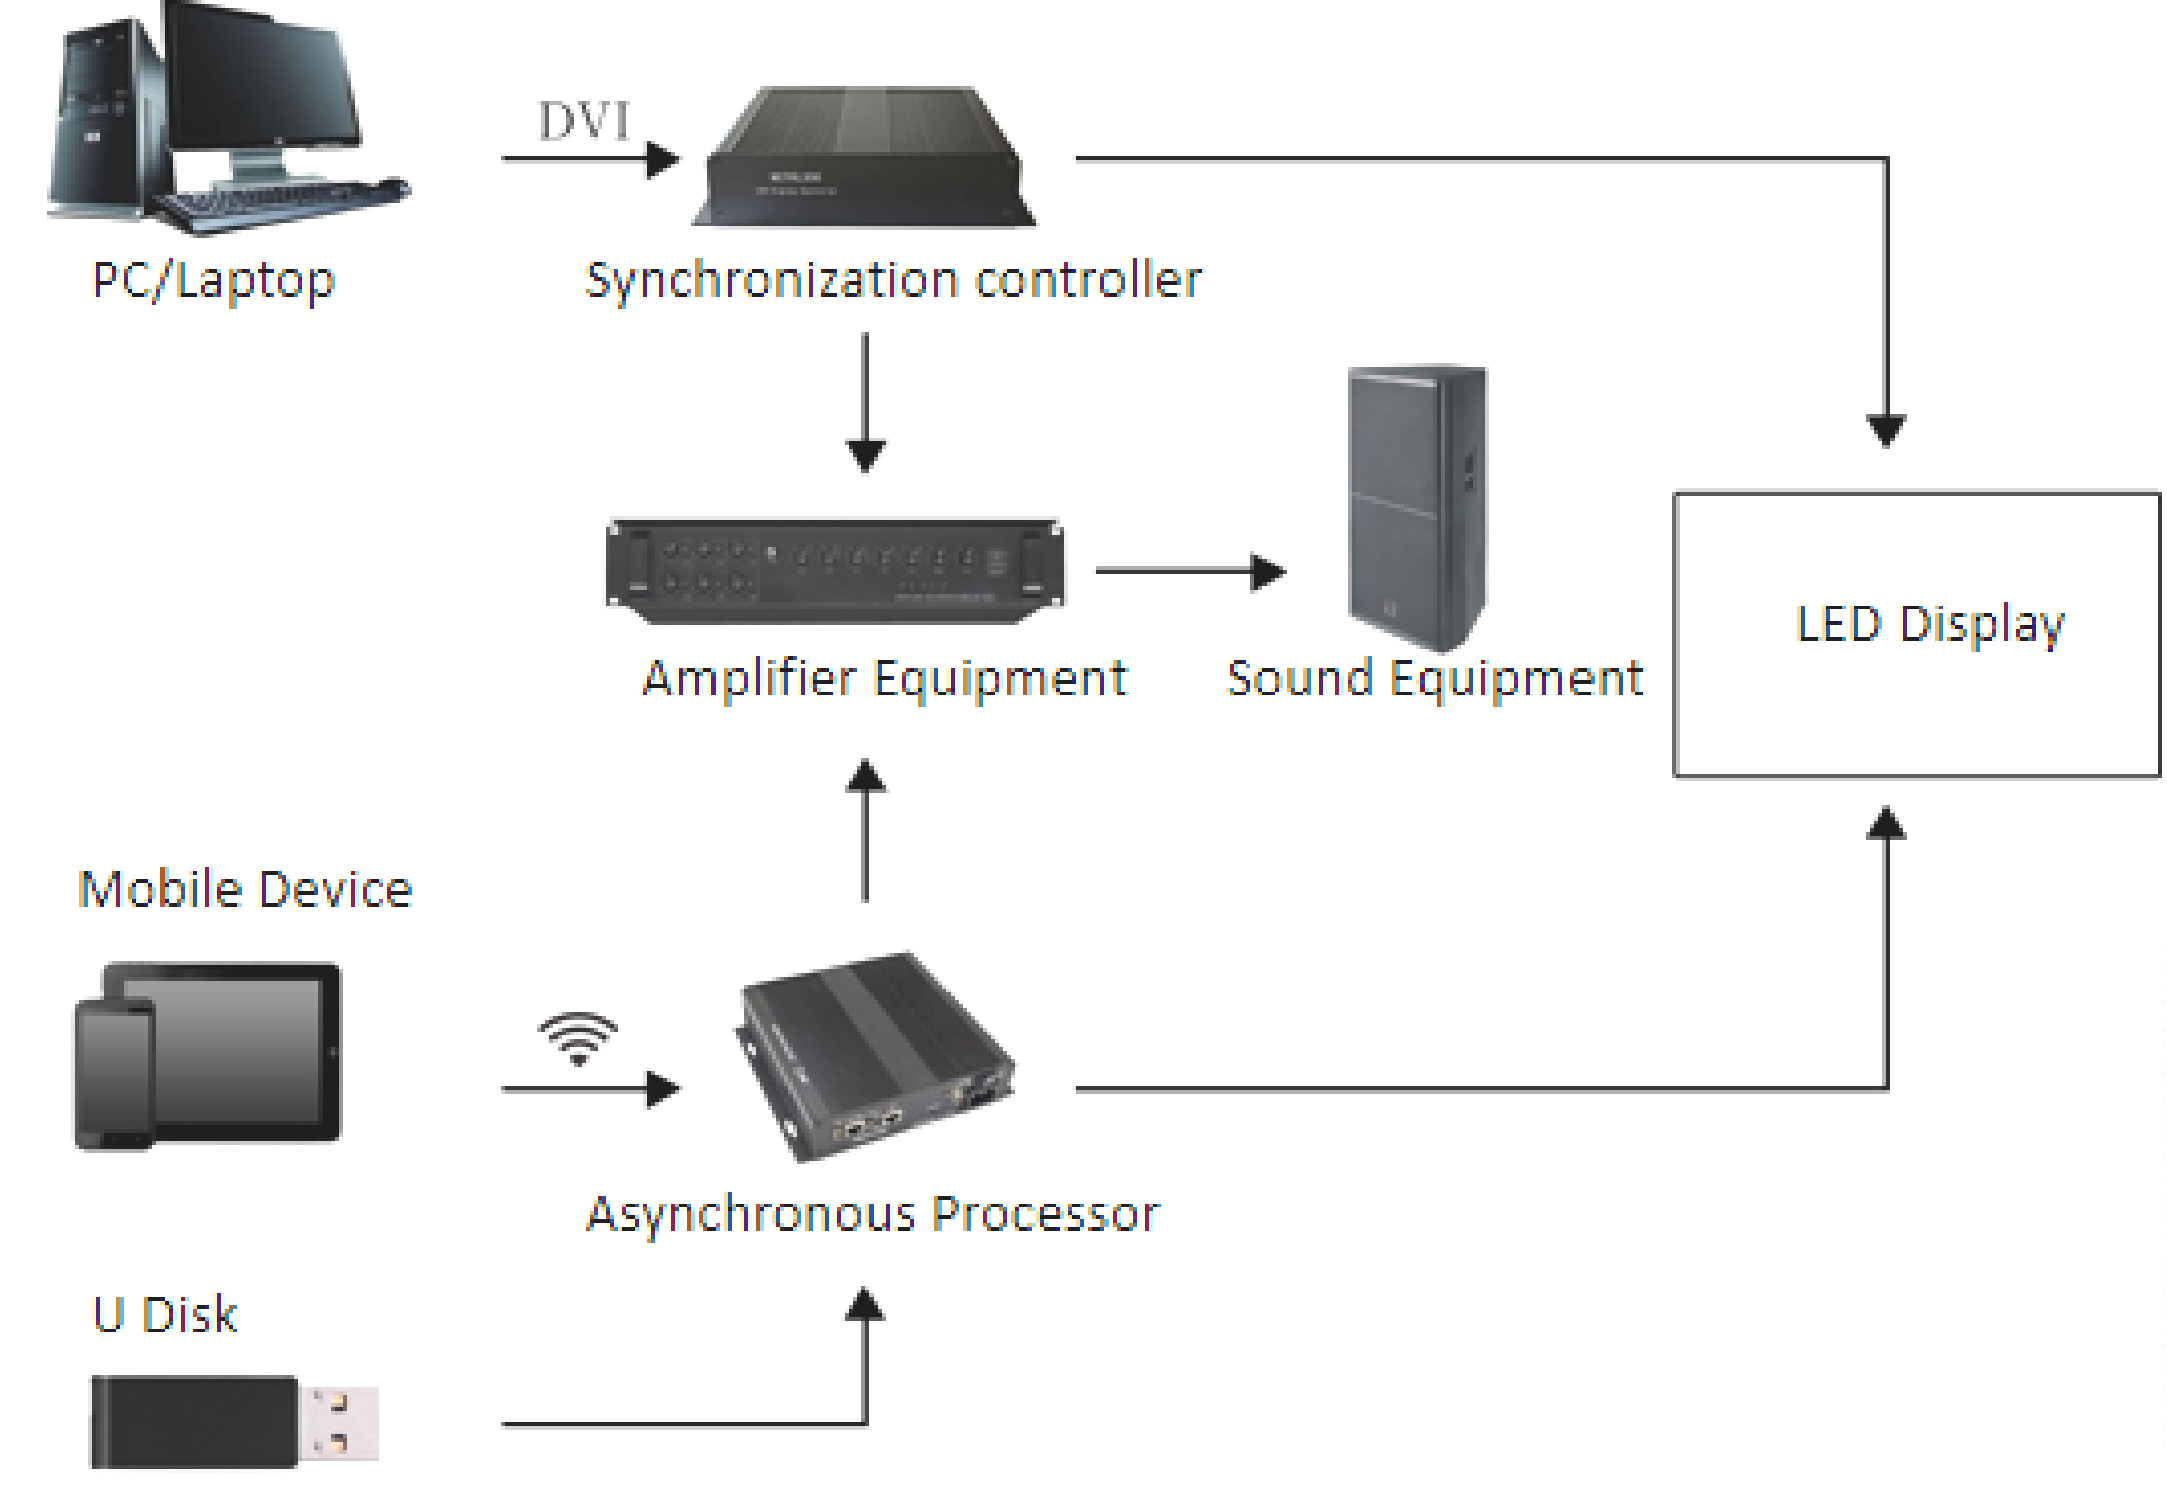 DVI
PC/Laptop
Synchronization controller
Amplifier Equipment
Sound Equipment
LED Display
Mobile Device
Asynchronous Processor
U Disk